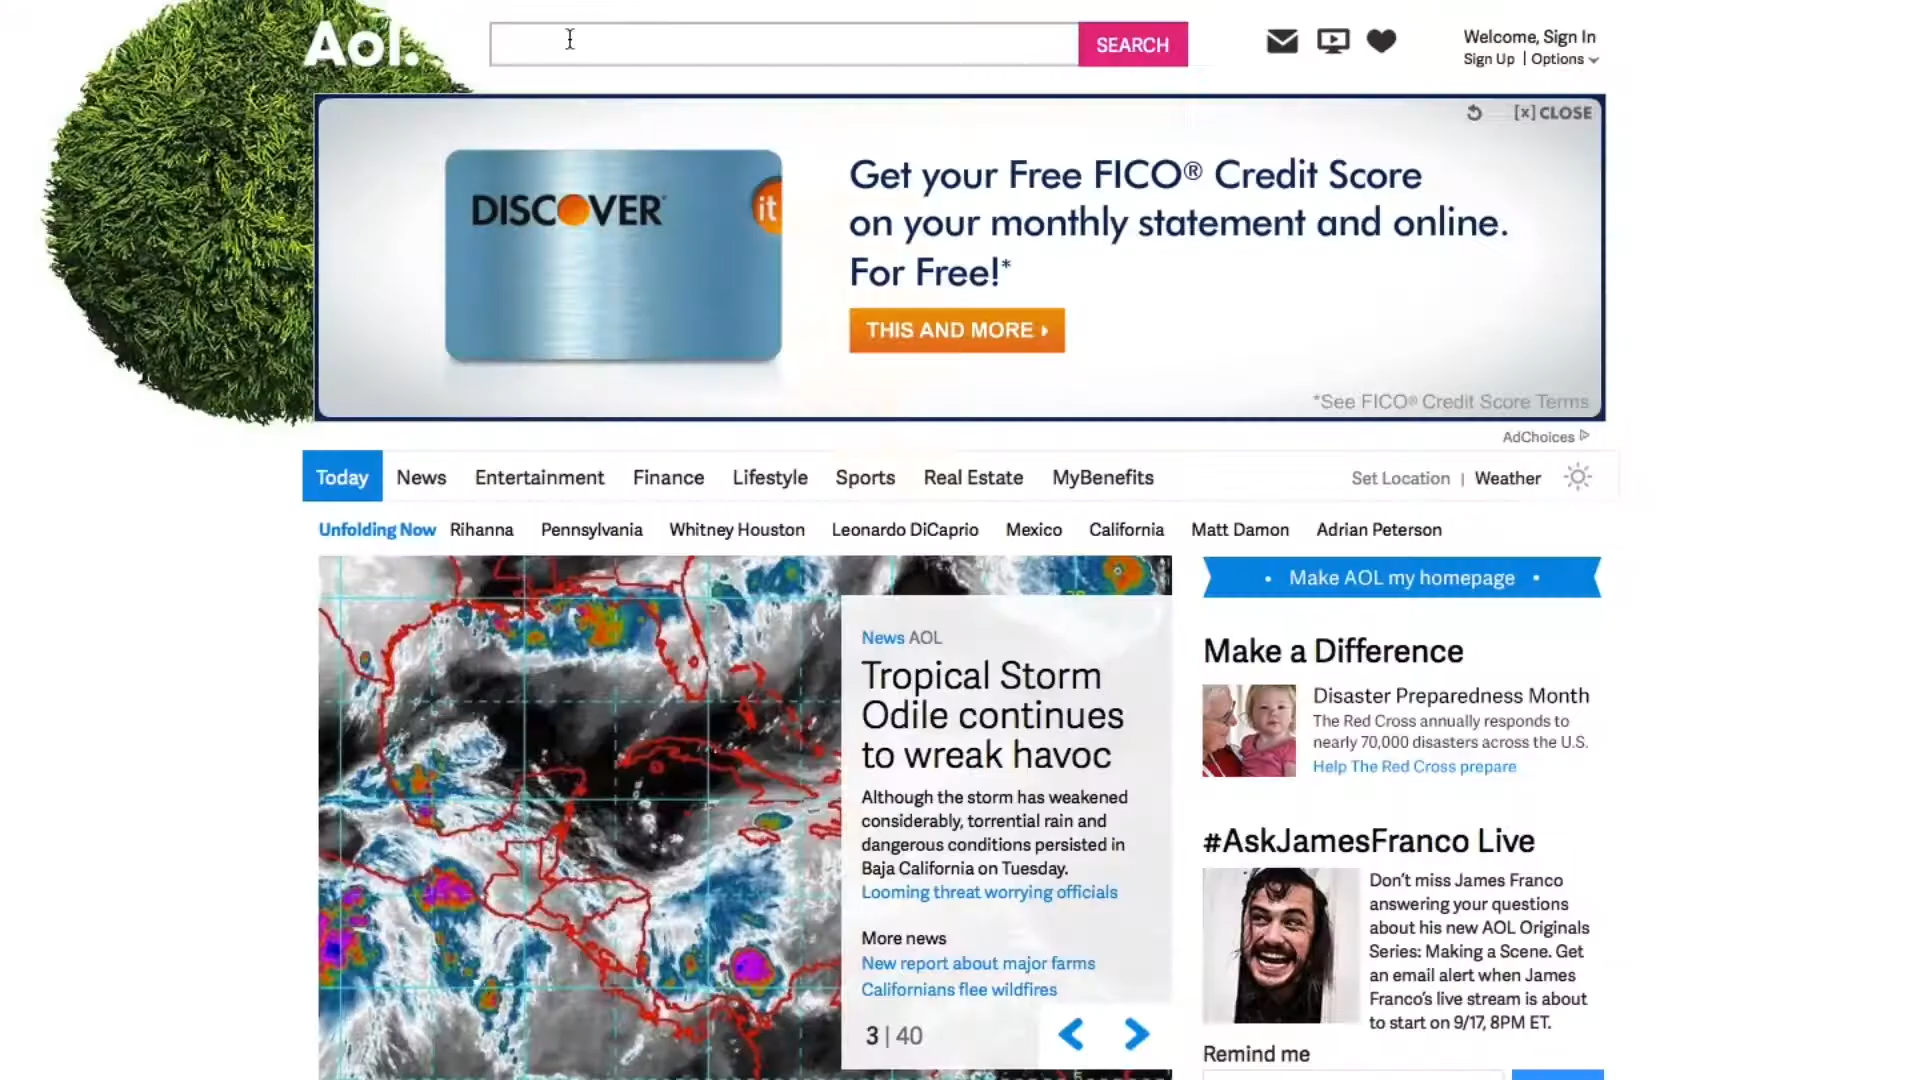 Aol.
SEARCH
Welcome, Sign In
Sign Up | Options
[x] CLOSE
DISCOVER
it
Get your Free FICO® Credit Score
on your monthly statement and online.
For Free!*
THIS AND MORE
*See FICO® Credit Score Terms
AdChoices
Today News Entertainment Finance Lifestyle Sports Real Estate MyBenefits Set Location | Weather
Unfolding Now Rihanna Pennsylvania Whitney Houston Leonardo DiCaprio Mexico California Matt Damon Adrian Peterson
News AOL
Tropical Storm
Odile continues
to wreak havoc
Although the storm has weakened
considerably, torrential rain and
dangerous conditions persisted in
Baja California on Tuesday.
Looming threat worrying officials
More news
New report about major farms
Californians flee wildfires
3 | 40
• Make AOL my homepage •
Make a Difference
Disaster Preparedness Month
The Red Cross annually responds to
nearly 70,000 disasters across the U.S.
Help The Red Cross prepare
#AskJamesFranco Live
Don't miss James Franco
answering your questions
about his new AOL Originals
Series: Making a Scene. Get
an email alert when James
Franco's live stream is about
to start on 9/17, 8PM ET.
Remind me